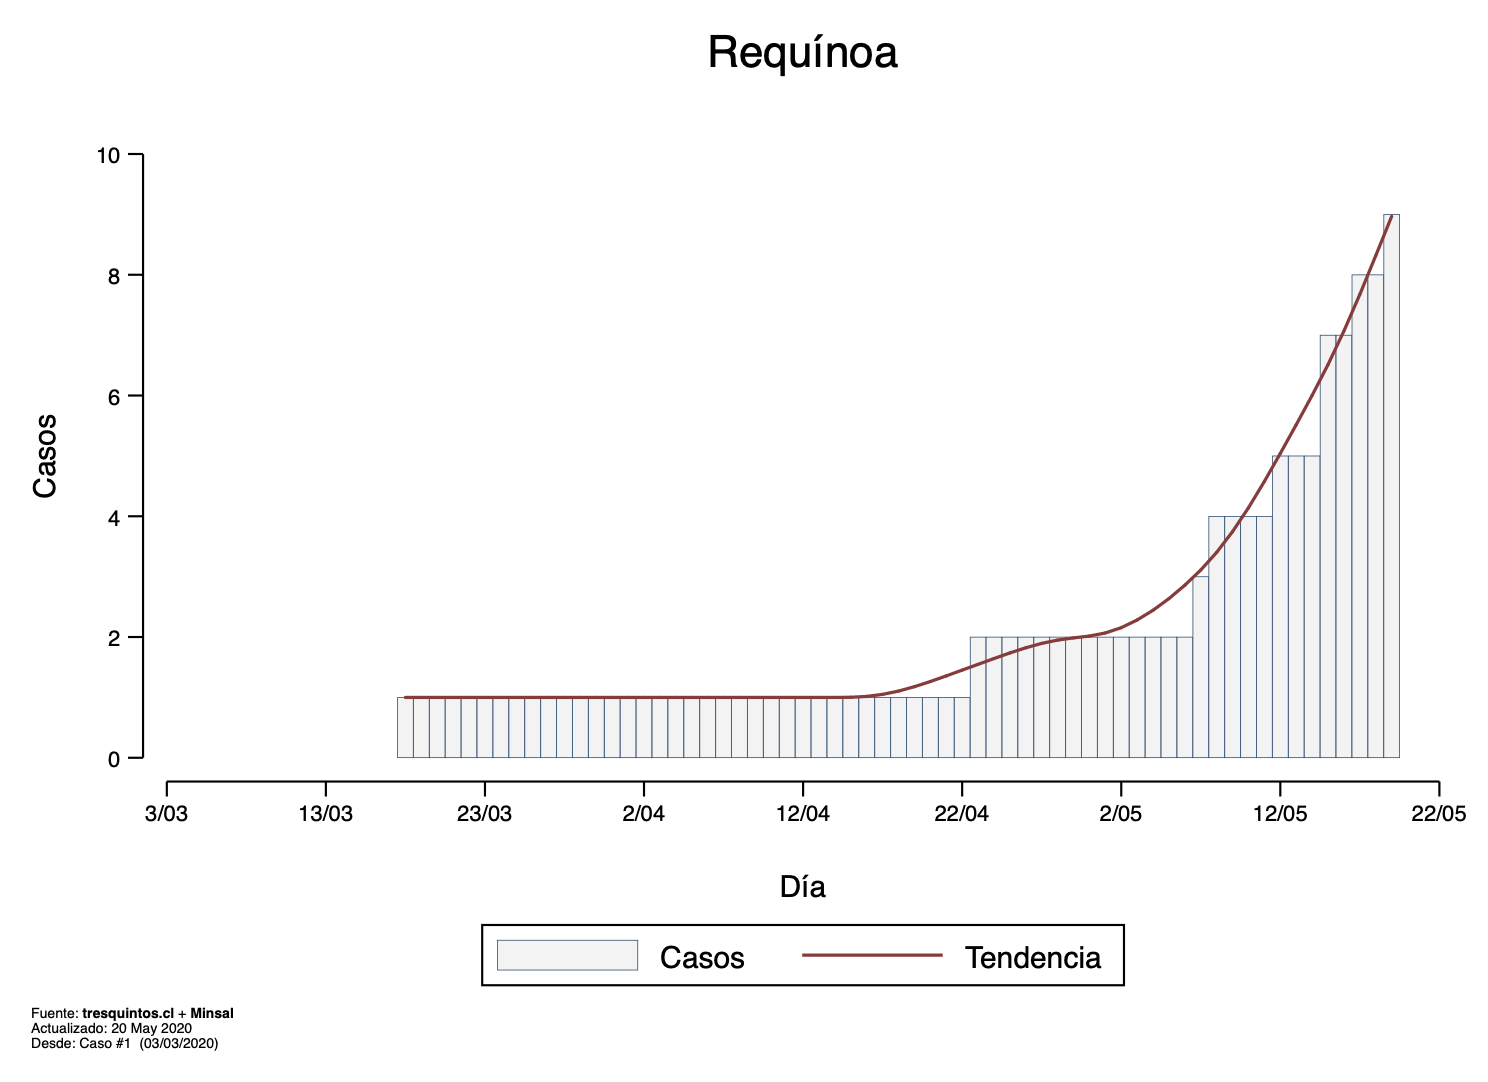 Requínoa
10
8
6
4
2
0
Casos
3/03 13/03 23/03 2/04 12/04 22/04 2/05 12/05 22/05
Día
Casos Tendencia
Fuente: tresquintos.cl + Minsal
Actualizado: 20 May 2020
Desde: Caso #1 (03/03/2020)